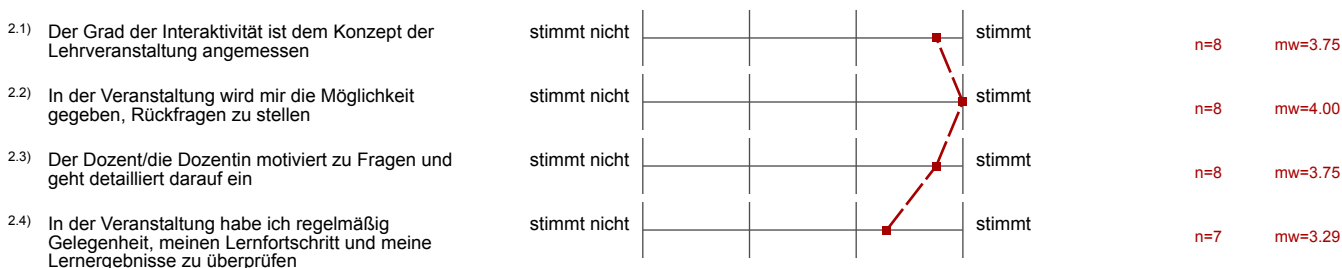 2.1) Der Grad der Interaktivität ist dem Konzept der
Lehrveranstaltung angemessen
stimmt nicht
stimmt
n=8
mw=3.75
2.2) In der Veranstaltung wird mir die Möglichkeit
gegeben, Rückfragen zu stellen
stimmt nicht
stimmt
n=8
mw=4.00
2.3) Der Dozent/die Dozentin motiviert zu Fragen und
geht detailliert darauf ein
stimmt nicht
stimmt
n=8
mw=3.75
2.4) In der Veranstaltung habe ich regelmäßig
Gelegenheit, meinen Lernfortschritt und meine
Lernergebnisse zu überprüfen
stimmt nicht
stimmt
n=7
mw=3.29